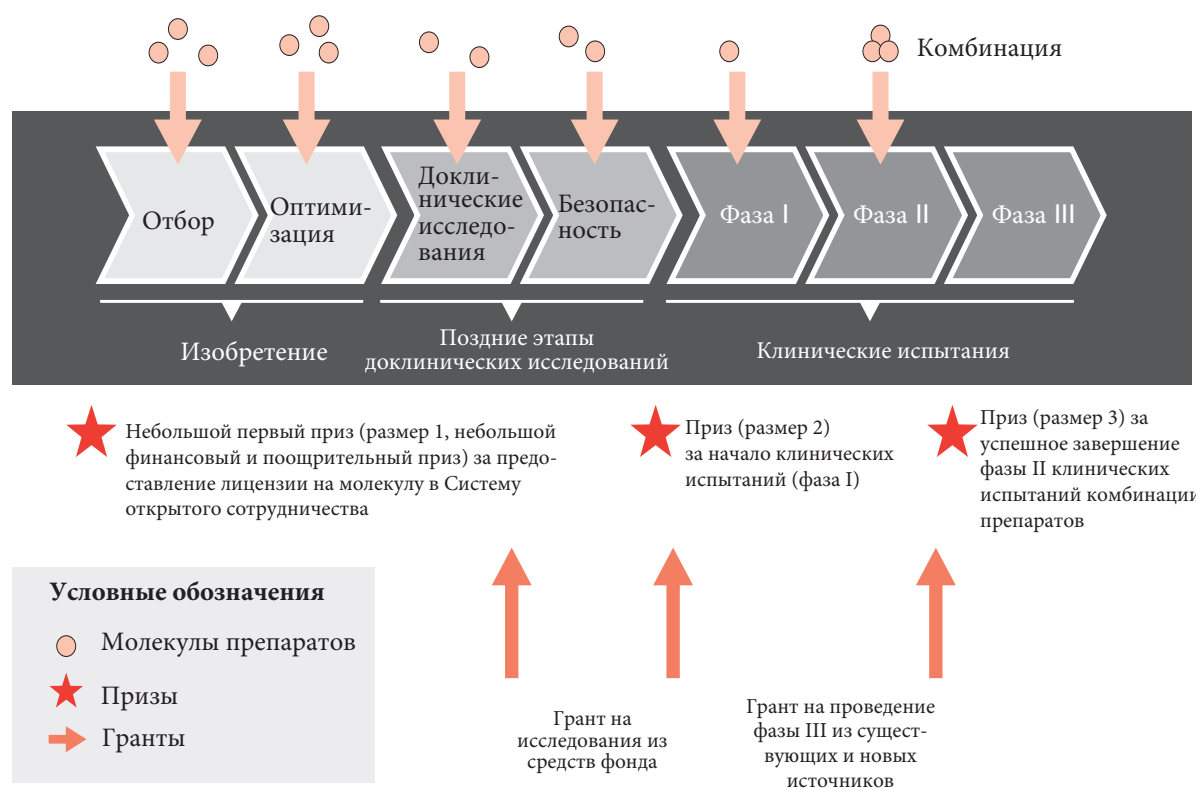 Комбинация
Отбор
Оптими-
зация
Докли-
нические
исследо-
вания
Безопас-
ность
Фаза I
Фаза II
Фаза III
Изобретение
Поздние этапы
доклинических исследований
Клинические испытания
Небольшой первый приз (размер 1, небольшой
финансовый и поощрительный приз) за предо-
ставление лицензии на молекулу в Систему
открытого сотрудничества
Приз (размер 2)
за начало клинических
испытаний (фаза I)
Приз (размер 3) за
успешное завершение
фазы II клинических
испытаний комбинации
препаратов
Условные обозначения
Молекулы препаратов
Призы
Гранты
Грант на
исследования из
средств фонда
Грант на проведение
фазы III из сущест-
вующих и новых
источников